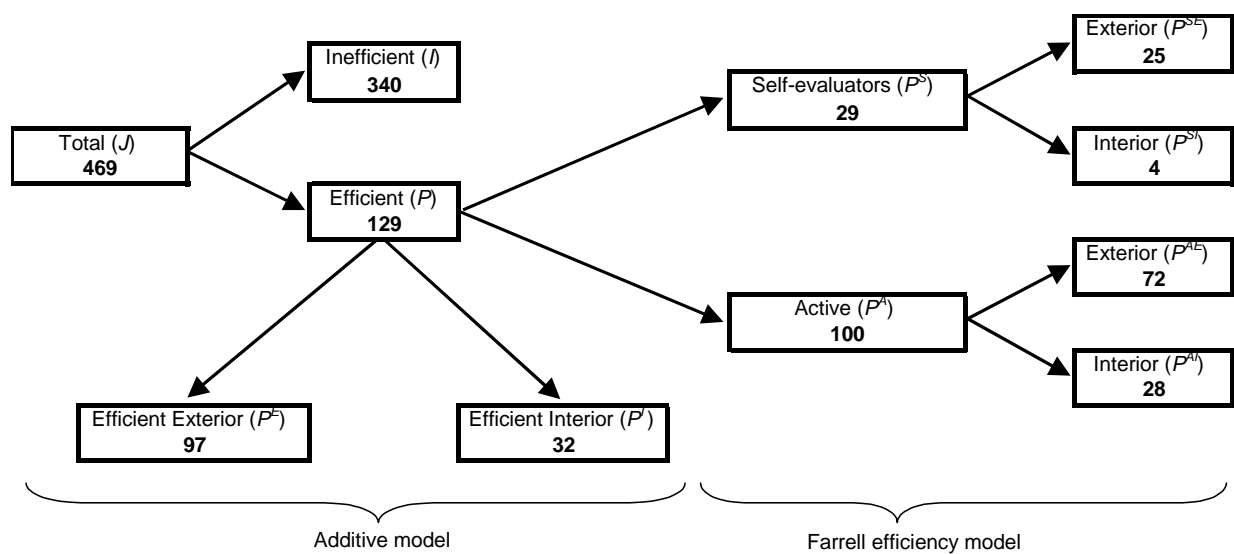 Exterior (P^SE)
25
Inefficient (I)
340
Self-evaluators (P^S)
29
Total (J)
469
Interior (P^SI)
4
Efficient (P)
129
Exterior (P^AE)
72
Active (P^A)
100
Interior (P^AI)
28
Efficient Exterior (P^E)
97
Efficient Interior (P^I)
32
Additive model
Farrell efficiency model